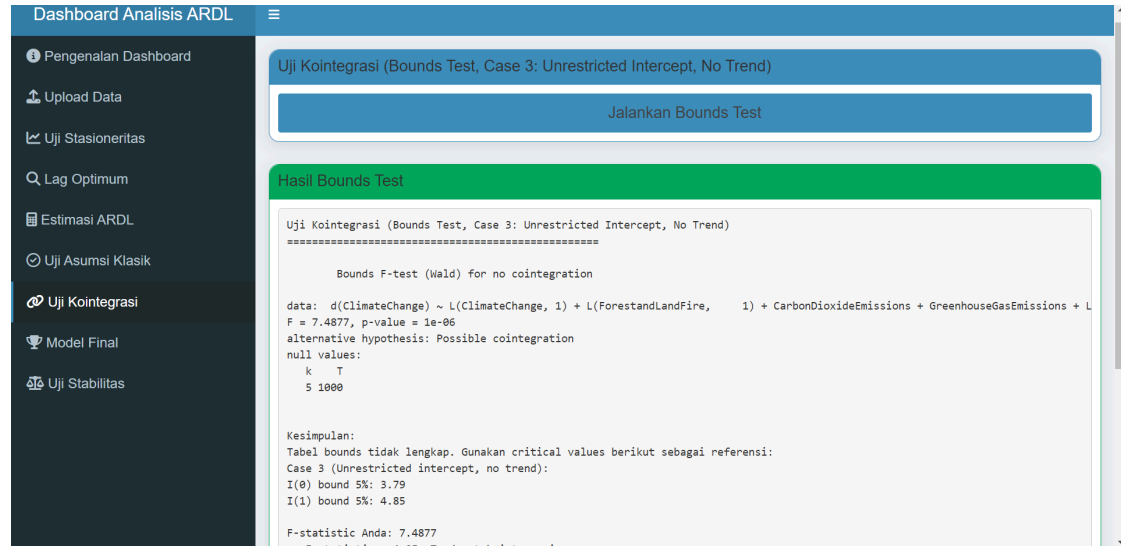 Dashboard Analisis ARDL
Pengenalan Dashboard
Upload Data
Uji Stasioneritas
Lag Optimum
Estimasi ARDL
Uji Asumsi Klasik
Uji Kointegrasi
Model Final
Uji Stabilitas
Uji Kointegrasi (Bounds Test, Case 3: Unrestricted Intercept, No Trend)
Jalankan Bounds Test
Hasil Bounds Test
Uji Kointegrasi (Bounds Test, Case 3: Unrestricted Intercept, No Trend)
==================================================
Bounds F-test (Wald) for no cointegration
data:  d(ClimateChange) ~ L(ClimateChange, 1) + L(ForestandLandFire,     1) + CarbonDioxideEmissions + GreenhouseGasEmissions + L
F = 7.4877, p-value = 1e-06
alternative hypothesis: Possible cointegration
null values:
k    T
5 1000
Kesimpulan:
Tabel bounds tidak lengkap. Gunakan critical values berikut sebagai referensi:
Case 3 (Unrestricted intercept, no trend):
I(0) bound 5%: 3.79
I(1) bound 5%: 4.85
F-statistic Anda: 7.4877